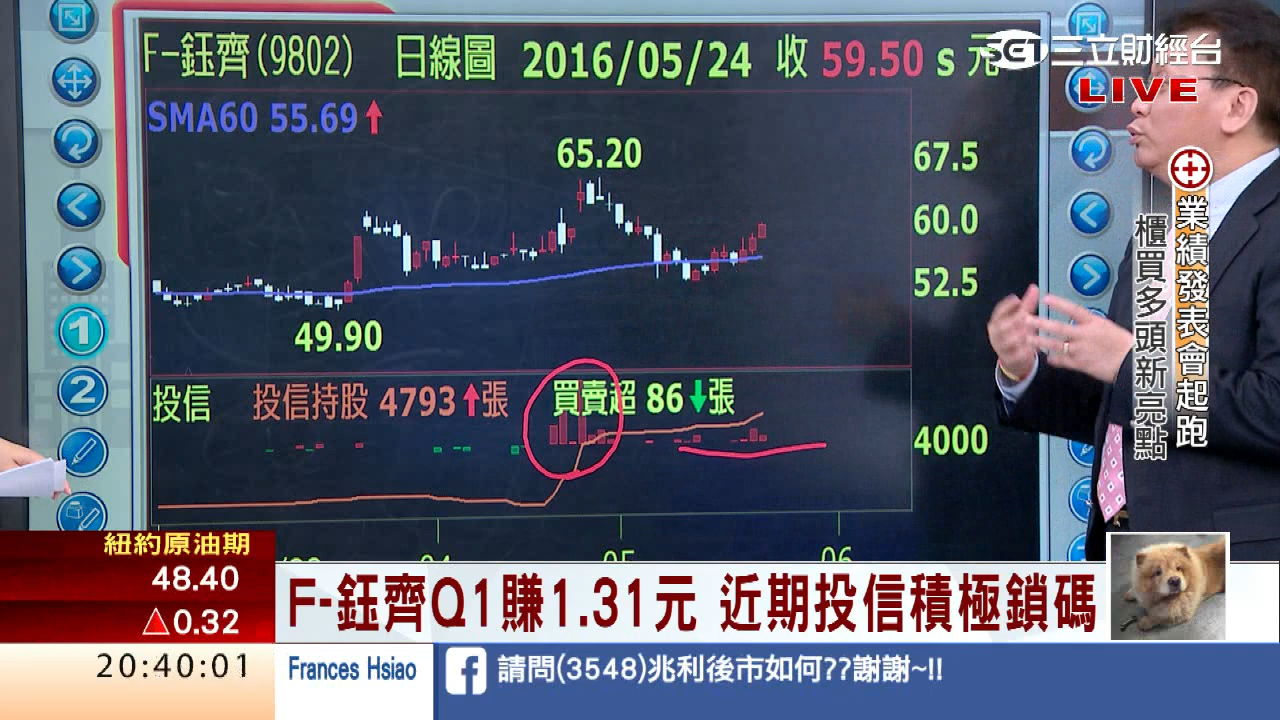 F-鈺齊(9802) 日線圖 2016/05/24 收 59.50 s 元
三立財經台
LIVE
SMA60 55.69↑
65.20
67.5
60.0
52.5
49.90
投信 投信持股 4793↑張 買賣超 86↓張
4000
04
05
06
1
2
業績發表會起跑
櫃買多頭新亮點
紐約原油期
48.40
△0.32
F-鈺齊Q1賺1.31元 近期投信積極鎖碼
20:40:01
Frances Hsiao
請問(3548)兆利後市如何??謝謝~!!